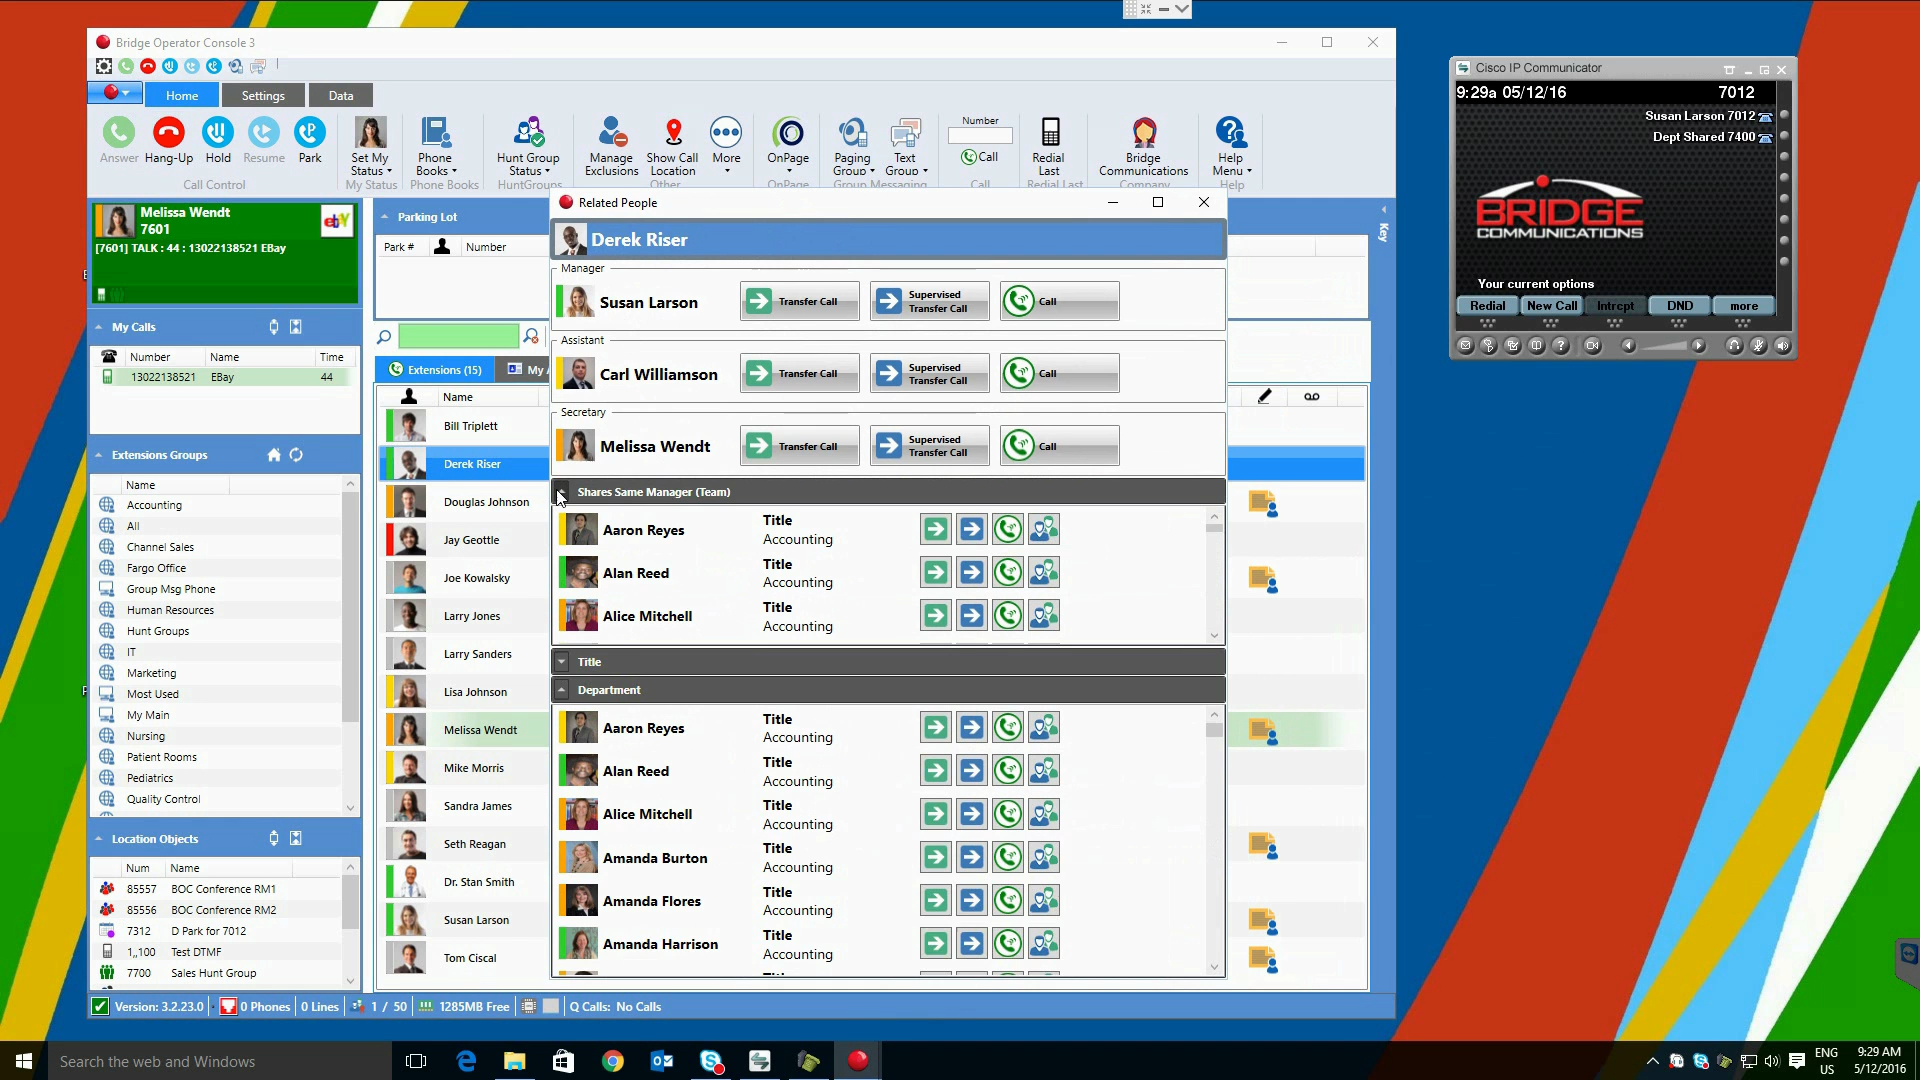 Bridge Operator Console 3
Home Settings Data
Answer Hang-Up Hold Resume Park
Call Control
Set My Status
My Status
Phone Books
Phone Books
Hunt Group Status
HuntGroups
Manage Exclusions
Show Call Location
More
Other
OnPage
OnPage
Paging Group
Text Group
Group Messaging
Number
Call
Call
Redial Last
Redial Last
Bridge Communications
Company
Help Menu
Help
Melissa Wendt
7601
ebY
[7601] TALK : 44 : 13022138521 EBay
My Calls
Number Name Time
13022138521 EBay 44
Extensions Groups
Name
Accounting
All
Channel Sales
Fargo Office
Group Msg Phone
Human Resources
Hunt Groups
IT
Marketing
Most Used
My Main
Nursing
Patient Rooms
Pediatrics
Quality Control
Location Objects
Num Name
85557 BOC Conference RM1
85556 BOC Conference RM2
7312 D Park for 7012
1,,100 Test DTMF
7700 Sales Hunt Group
Parking Lot
Park # Number
Key
Extensions (15) My
Name
Bill Triplett
Derek Riser
Douglas Johnson
Jay Geottle
Joe Kowalsky
Larry Jones
Larry Sanders
Lisa Johnson
Melissa Wendt
Mike Morris
Sandra James
Seth Reagan
Dr. Stan Smith
Susan Larson
Tom Ciscal
Related People
Derek Riser
Manager
Susan Larson Transfer Call Supervised Transfer Call Call
Assistant
Carl Williamson Transfer Call Supervised Transfer Call Call
Secretary
Melissa Wendt Transfer Call Supervised Transfer Call Call
Shares Same Manager (Team)
Aaron Reyes Title Accounting
Alan Reed Title Accounting
Alice Mitchell Title Accounting
Title
Department
Aaron Reyes Title Accounting
Alan Reed Title Accounting
Alice Mitchell Title Accounting
Amanda Burton Title Accounting
Amanda Flores Title Accounting
Amanda Harrison Title Accounting
Version: 3.2.23.0 0 Phones 0 Lines 1 / 50 1285MB Free Q Calls: No Calls
Cisco IP Communicator
9:29a 05/12/16 7012
Susan Larson 7012
Dept Shared 7400
BRIDGE
COMMUNICATIONS
Your current options
Redial New Call Intrcpt DND more
Search the web and Windows
ENG
US
9:29 AM
5/12/2016